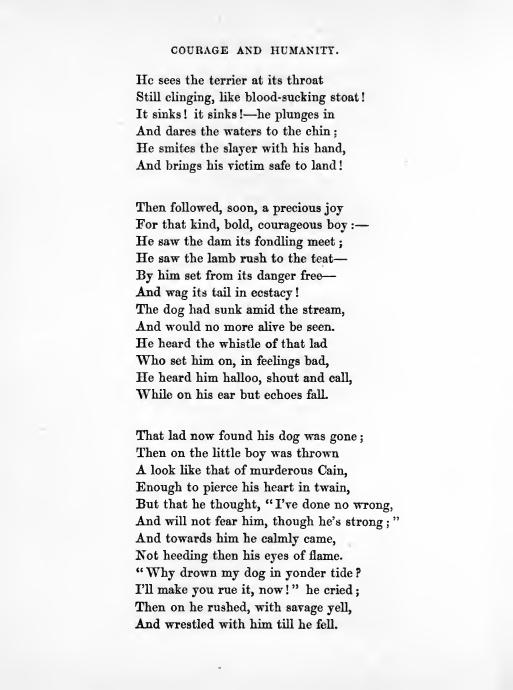 COURAGE AND HUMANITY.
He sees the terrier at its throat
Still clinging, like blood-sucking stoat!
It sinks! it sinks!—he plunges in
And dares the waters to the chin;
He smites the slayer with his hand,
And brings his victim safe to land!
Then followed, soon, a precious joy
For that kind, bold, courageous boy:—
He saw the dam its fondling meet;
He saw the lamb rush to the teat—
By him set from its danger free—
And wag its tail in ecstacy!
The dog had sunk amid the stream,
And would no more alive be seen.
He heard the whistle of that lad
Who set him on, in feelings bad,
He heard him halloo, shout and call,
While on his ear but echoes fall.
That lad now found his dog was gone;
Then on the little boy was thrown
A look like that of murderous Cain,
Enough to pierce his heart in twain,
But that he thought, "I've done no wrong,
And will not fear him, though he's strong;"
And towards him he calmly came,
Not heeding then his eyes of flame.
"Why drown my dog in yonder tide?
I'll make you rue it, now!" he cried;
Then on he rushed, with savage yell,
And wrestled with him till he fell.